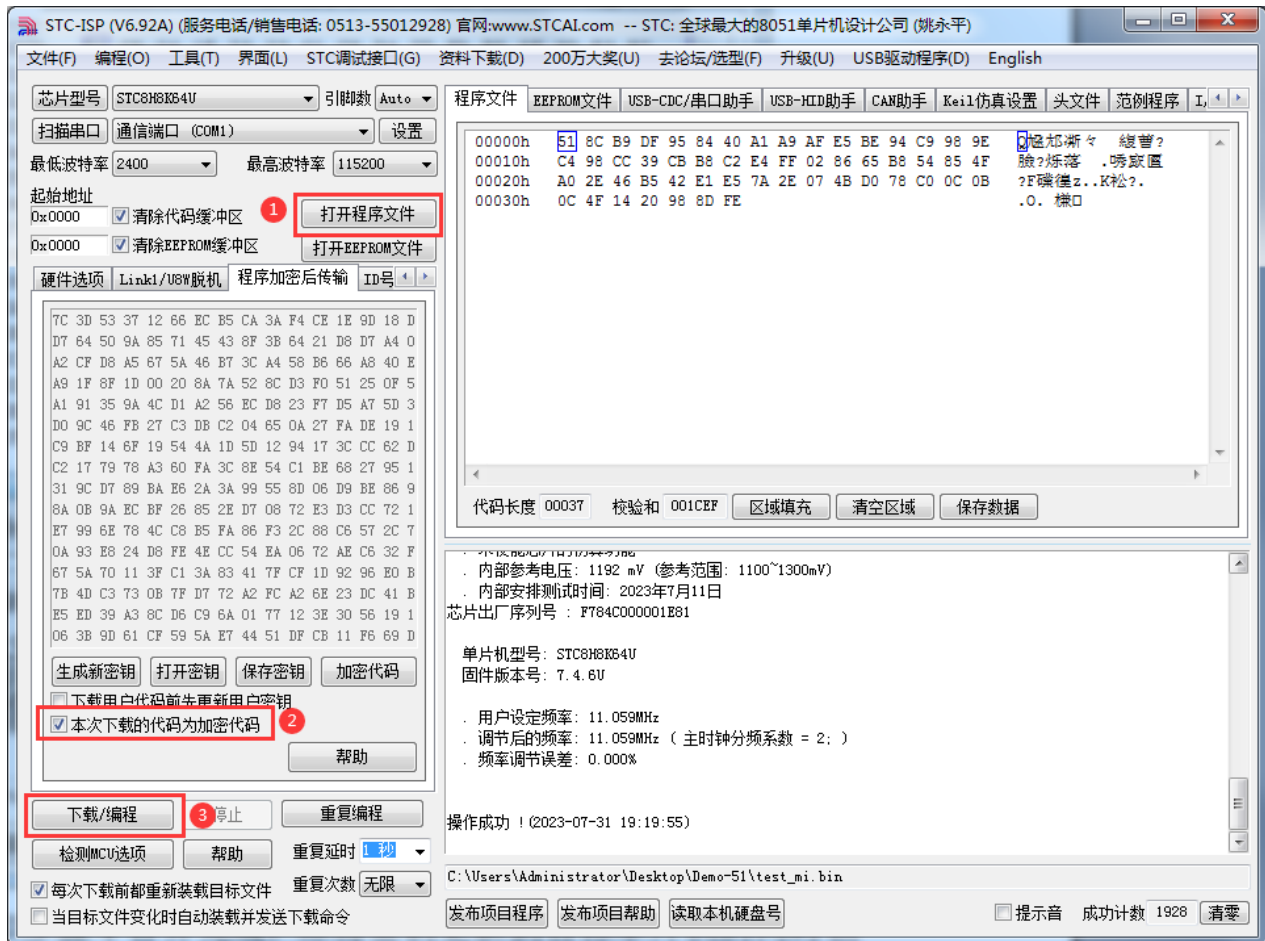 STC-ISP (V6.92A) (服务电话/销售电话: 0513-55012928) 官网:www.STCAI.com -- STC: 全球最大的8051单片机设计公司 (姚永平)
文件(F) 编程(O) 工具(T) 界面(L) STC调试接口(G) 资料下载(D) 200万大奖(U) 去论坛/选型(F) 升级(U) USB驱动程序(D) English
芯片型号 STC8H8K64U 引脚数 Auto
扫描串口 通信端口 (COM1) 设置
最低波特率 2400 最高波特率 115200
起始地址
0x0000 清除代码缓冲区 1 打开程序文件
0x0000 清除EEPROM缓冲区 打开EEPROM文件
硬件选项 Link1/U8W脱机 程序加密后传输 ID号
7C 3D 53 37 12 66 EC B5 CA 3A F4 CE 1E 9D 18 D
D7 64 50 9A 85 71 45 43 8F 3B 64 21 D8 D7 A4 0
A2 CF D8 A5 67 5A 46 B7 3C A4 58 B6 66 A8 40 E
A9 1F 8F 1D 00 20 8A 7A 52 8C D3 F0 51 25 0F 5
A1 91 35 9A 4C D1 A2 56 EC D8 23 F7 D5 A7 5D 3
D0 9C 46 FB 27 C3 DB C2 04 65 0A 27 FA DE 19 1
C9 BF 14 6F 19 54 4A 1D 5D 12 94 17 3C CC 62 D
C2 17 79 78 A3 60 FA 3C 8E 54 C1 BE 68 27 95 1
31 9C D7 89 BA E6 2A 3A 99 55 8D 06 D9 BE 86 9
8A 0B 9A EC BF 26 85 2E D7 08 72 E3 D3 CC 72 1
E7 99 6E 78 4C C8 B5 FA 86 F3 2C 88 C6 57 2C 7
0A 93 E8 24 D8 FE 4E CC 54 EA 06 72 AE C6 32 F
67 5A 70 11 3F C1 3A 83 41 7F CF 1D 92 96 E0 B
7B 4D C3 73 0B 7F D7 72 A2 FC A2 6E 23 DC 41 B
E5 ED 39 A3 8C D6 C9 6A 01 77 12 3E 30 56 19 1
06 3B 9D 61 CF 59 5A E7 44 51 DF CB 11 F6 69 D
生成新密钥 打开密钥 保存密钥 加密代码
下载用户代码前先更新用户密钥
本次下载的代码为加密代码 2
帮助
下载/编程 3 停止 重复编程
检测MCU选项 帮助 重复延时 1 秒
每次下载前都重新装载目标文件 重复次数 无限
当目标文件变化时自动装载并发送下载命令
程序文件 EEPROM文件 USB-CDC/串口助手 USB-HID助手 CAN助手 Keil仿真设置 头文件 范例程序 I,
00000h 51 8C B9 DF 95 84 40 A1 A9 AF E5 BE 94 C9 98 9E
00010h C4 98 CC 39 CB B8 C2 E4 FF 02 86 65 B8 54 85 4F
00020h A0 2E 46 B5 42 E1 E5 7A 2E 07 4B D0 78 C0 0C 0B
00030h 0C 4F 14 20 98 8D FE
代码长度 00037 校验和 001CEF 区域填充 清空区域 保存数据
. 内部参考电压: 1192 mV (参考范围: 1100~1300mV)
. 内部安排测试时间: 2023年7月11日
芯片出厂序列号 : F784C000001E81
单片机型号: STC8H8K64U
固件版本号: 7.4.6U
. 用户设定频率: 11.059MHz
. 调节后的频率: 11.059MHz ( 主时钟分频系数 = 2; )
. 频率调节误差: 0.000%
操作成功 !(2023-07-31 19:19:55)
C:\Users\Administrator\Desktop\Demo-51\test_mi.bin
发布项目程序 发布项目帮助 读取本机硬盘号 提示音 成功计数 1928 清零